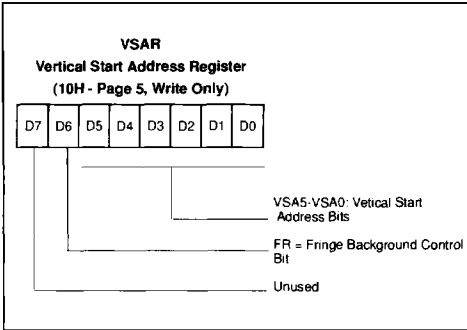 VSAR
Vertical Start Address Register
(10H - Page 5, Write Only)
D7 D6 D5 D4 D3 D2 D1 D0
VSA5-VSA0: Vetical Start
Address Bits
FR = Fringe Background Control
Bit
Unused